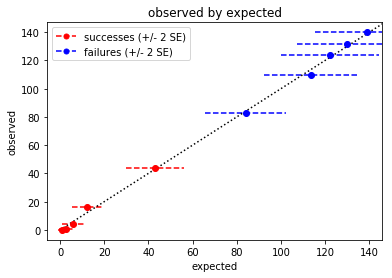 observed by expected
successes (+/- 2 SE)
failures (+/- 2 SE)
140
120
100
80
60
40
20
0
observed
0 20 40 60 80 100 120 140
expected